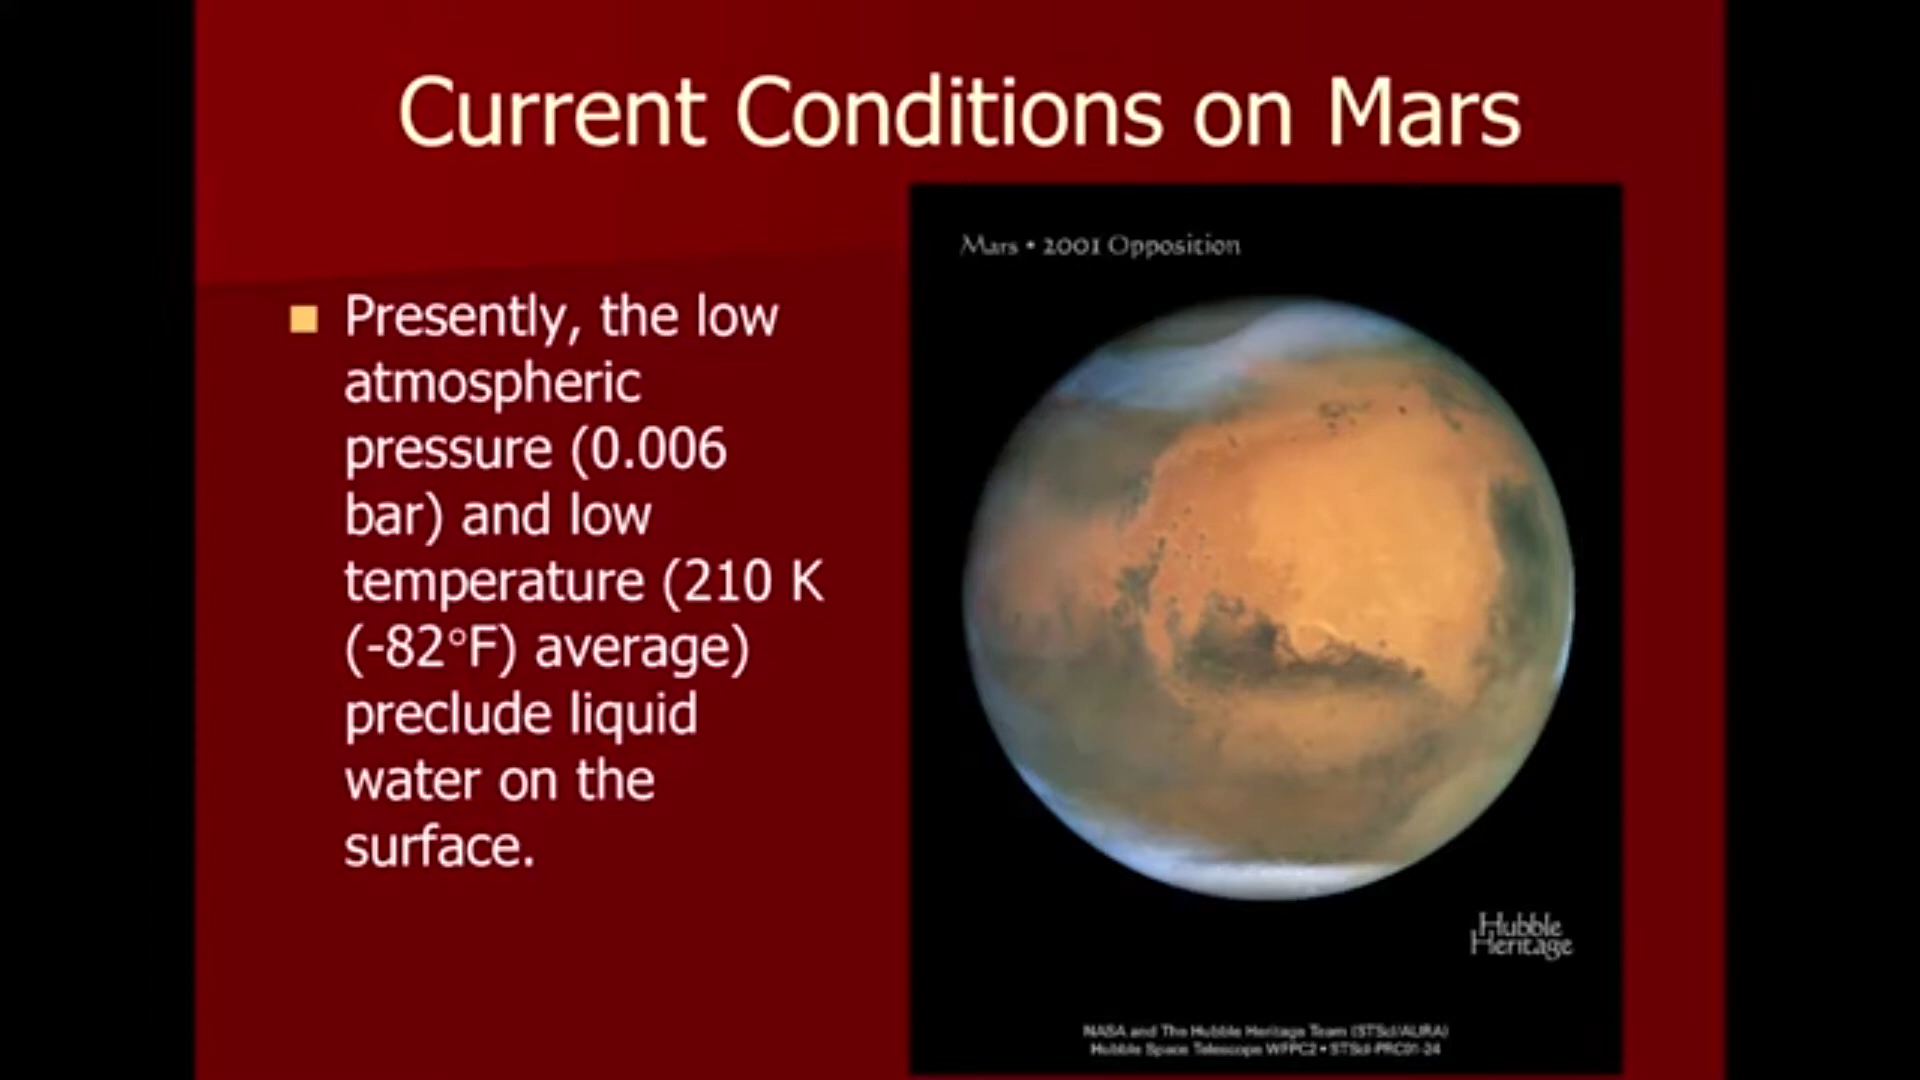 Current Conditions on Mars
Mars • 2001 Opposition
Presently, the low
atmospheric
pressure (0.006
bar) and low
temperature (210 K
(-82°F) average)
preclude liquid
water on the
surface.
Hubble
Heritage
NASA and The Hubble Heritage Team (STScI/AURA)
Hubble Space Telescope WFPC2 • STScI-PRC01-24